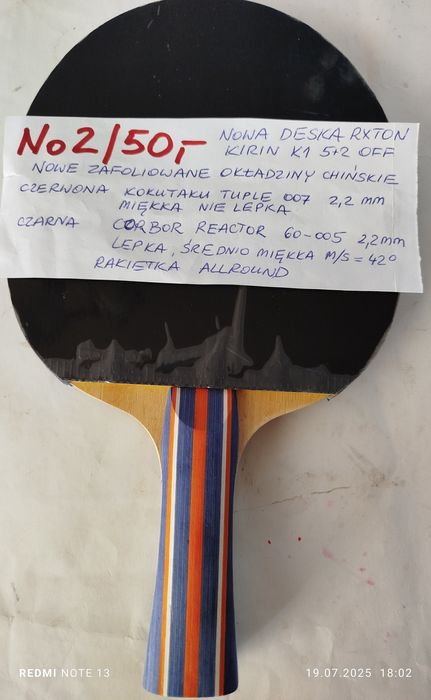 No2/50,-
NOWA DESKA RXTON
KIRIN K1 5+2 OFF
NOWE ZAFOLIOWANE OKŁADZINY CHIŃSKIE
CZERWONA KOKUTAKU TUPLE 007 2,2 mm
MIĘKKA NIE LEPKA
CZARNA CORBOR REACTOR 60-005 2,2mm
LEPKA, ŚREDNIO MIĘKKA M/S = 42º
RAKIETKA ALLROUND
REDMI NOTE 13
19.07.2025 18:02